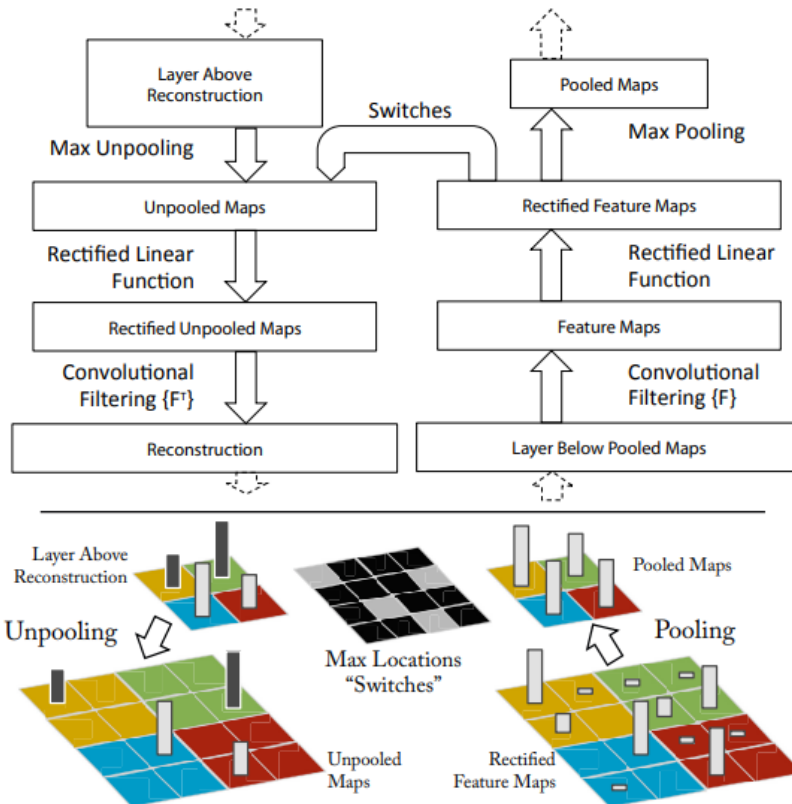 Layer Above
Reconstruction
Pooled Maps
Switches
Max Unpooling
Max Pooling
Unpooled Maps
Rectified Feature Maps
Rectified Linear
Function
Rectified Linear
Function
Rectified Unpooled Maps
Feature Maps
Convolutional
Filtering {Fᵀ}
Convolutional
Filtering {F}
Reconstruction
Layer Below Pooled Maps
Layer Above
Reconstruction
Pooled Maps
Unpooling
Pooling
Max Locations
“Switches”
Unpooled
Maps
Rectified
Feature Maps